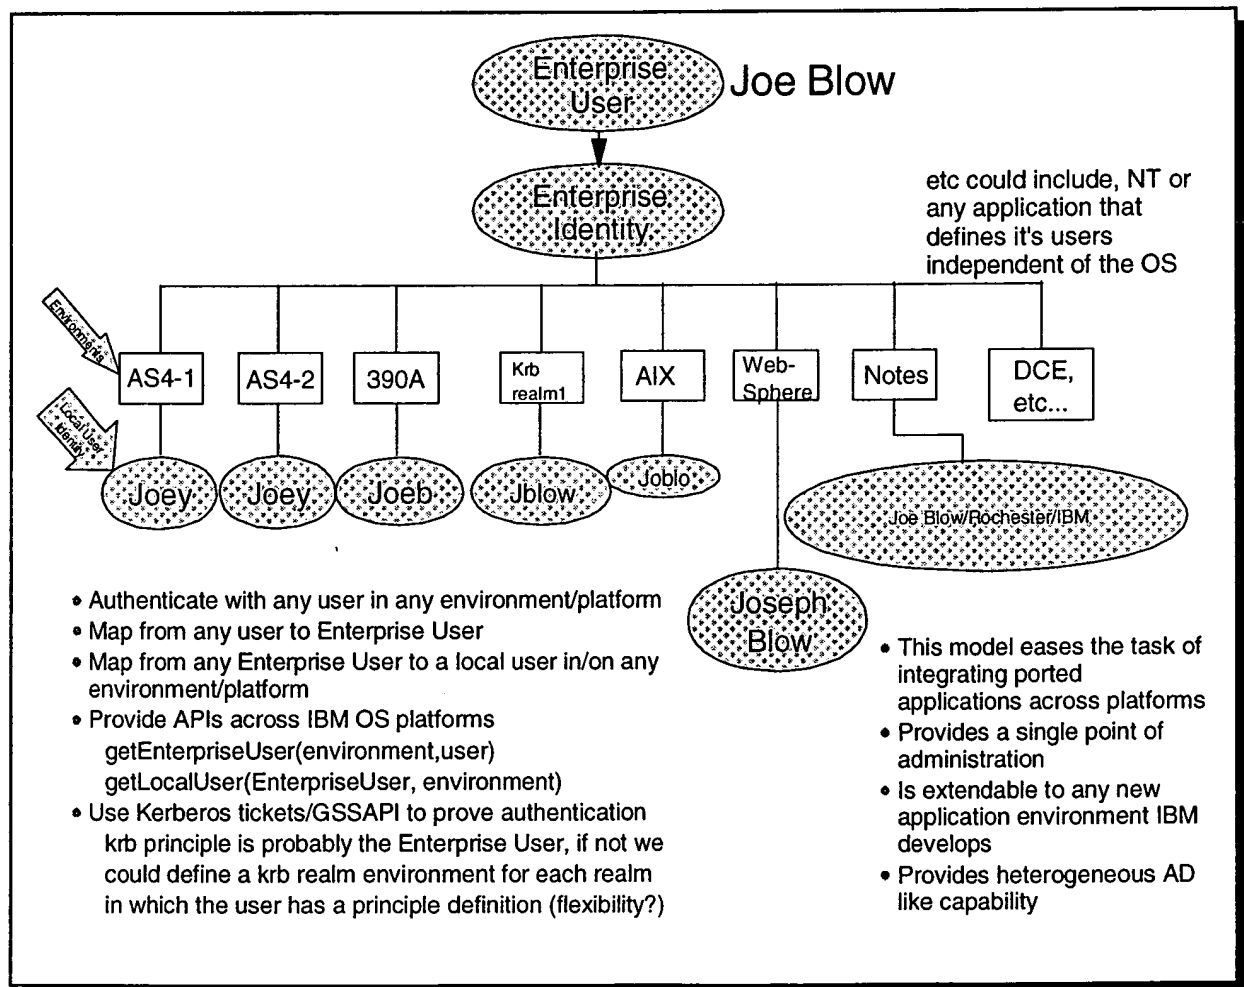 Enterprise
User
Joe Blow
Enterprise
Identity
etc could include, NT or
any application that
defines it's users
independent of the OS
Environments
AS4-1
AS4-2
390A
Krb
realm1
AIX
Web-
Sphere
Notes
DCE,
etc...
Local User
Identity
Joey
Joey
Joeb
Jblow
Joblo
Joe Blow/Rochester/IBM
Joseph
Blow
• Authenticate with any user in any environment/platform
• Map from any user to Enterprise User
• Map from any Enterprise User to a local user in/on any
environment/platform
• Provide APIs across IBM OS platforms
getEnterpriseUser(environment,user)
getLocalUser(EnterpriseUser, environment)
• Use Kerberos tickets/GSSAPI to prove authentication
krb principle is probably the Enterprise User, if not we
could define a krb realm environment for each realm
in which the user has a principle definition (flexibility?)
• This model eases the task of
integrating ported
applications across platforms
• Provides a single point of
administration
• Is extendable to any new
application environment IBM
develops
• Provides heterogeneous AD
like capability